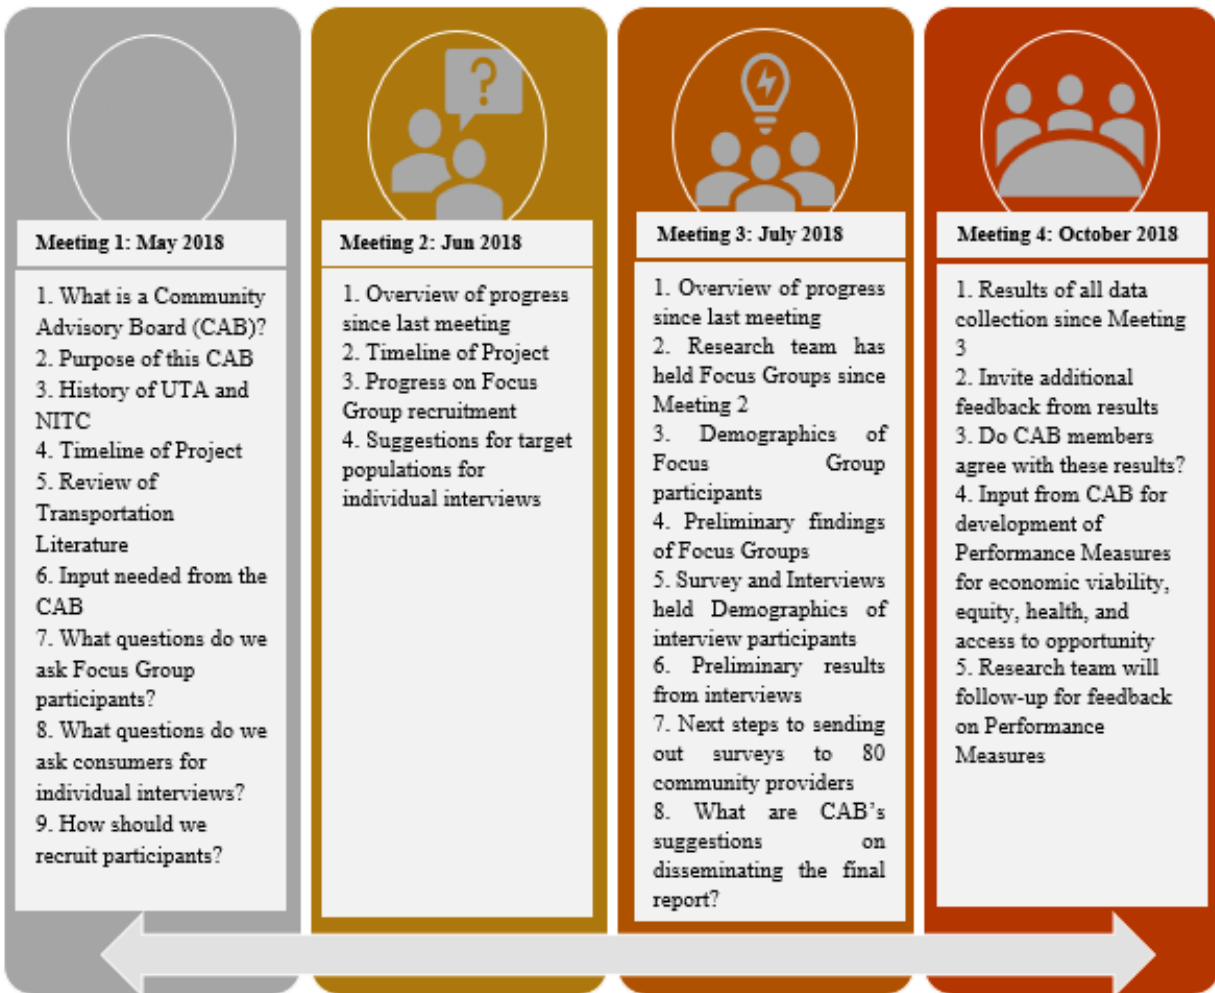 ?
Meeting 1: May 2018
1. What is a Community
Advisory Board (CAB)?
2. Purpose of this CAB
3. History of UTA and
NITC
4. Timeline of Project
5. Review of
Transportation
Literature
6. Input needed from the
CAB
7. What questions do we
ask Focus Group
participants?
8. What questions do we
ask consumers for
individual interviews?
9. How should we
recruit participants?
Meeting 2: Jun 2018
1. Overview of progress
since last meeting
2. Timeline of Project
3. Progress on Focus
Group recruitment
4. Suggestions for target
populations for
individual interviews
Meeting 3: July 2018
1. Overview of progress
since last meeting
2. Research team has
held Focus Groups since
Meeting 2
3. Demographics of
Focus Group
participants
4. Preliminary findings
of Focus Groups
5. Survey and Interviews
held Demographics of
interview participants
6. Preliminary results
from interviews
7. Next steps to sending
out surveys to 80
community providers
8. What are CAB's
suggestions on
disseminating the final
report?
Meeting 4: October 2018
1. Results of all data
collection since Meeting
3
2. Invite additional
feedback from results
3. Do CAB members
agree with these results?
4. Input from CAB for
development of
Performance Measures
for economic viability,
equity, health, and
access to opportunity
5. Research team will
follow-up for feedback
on Performance
Measures